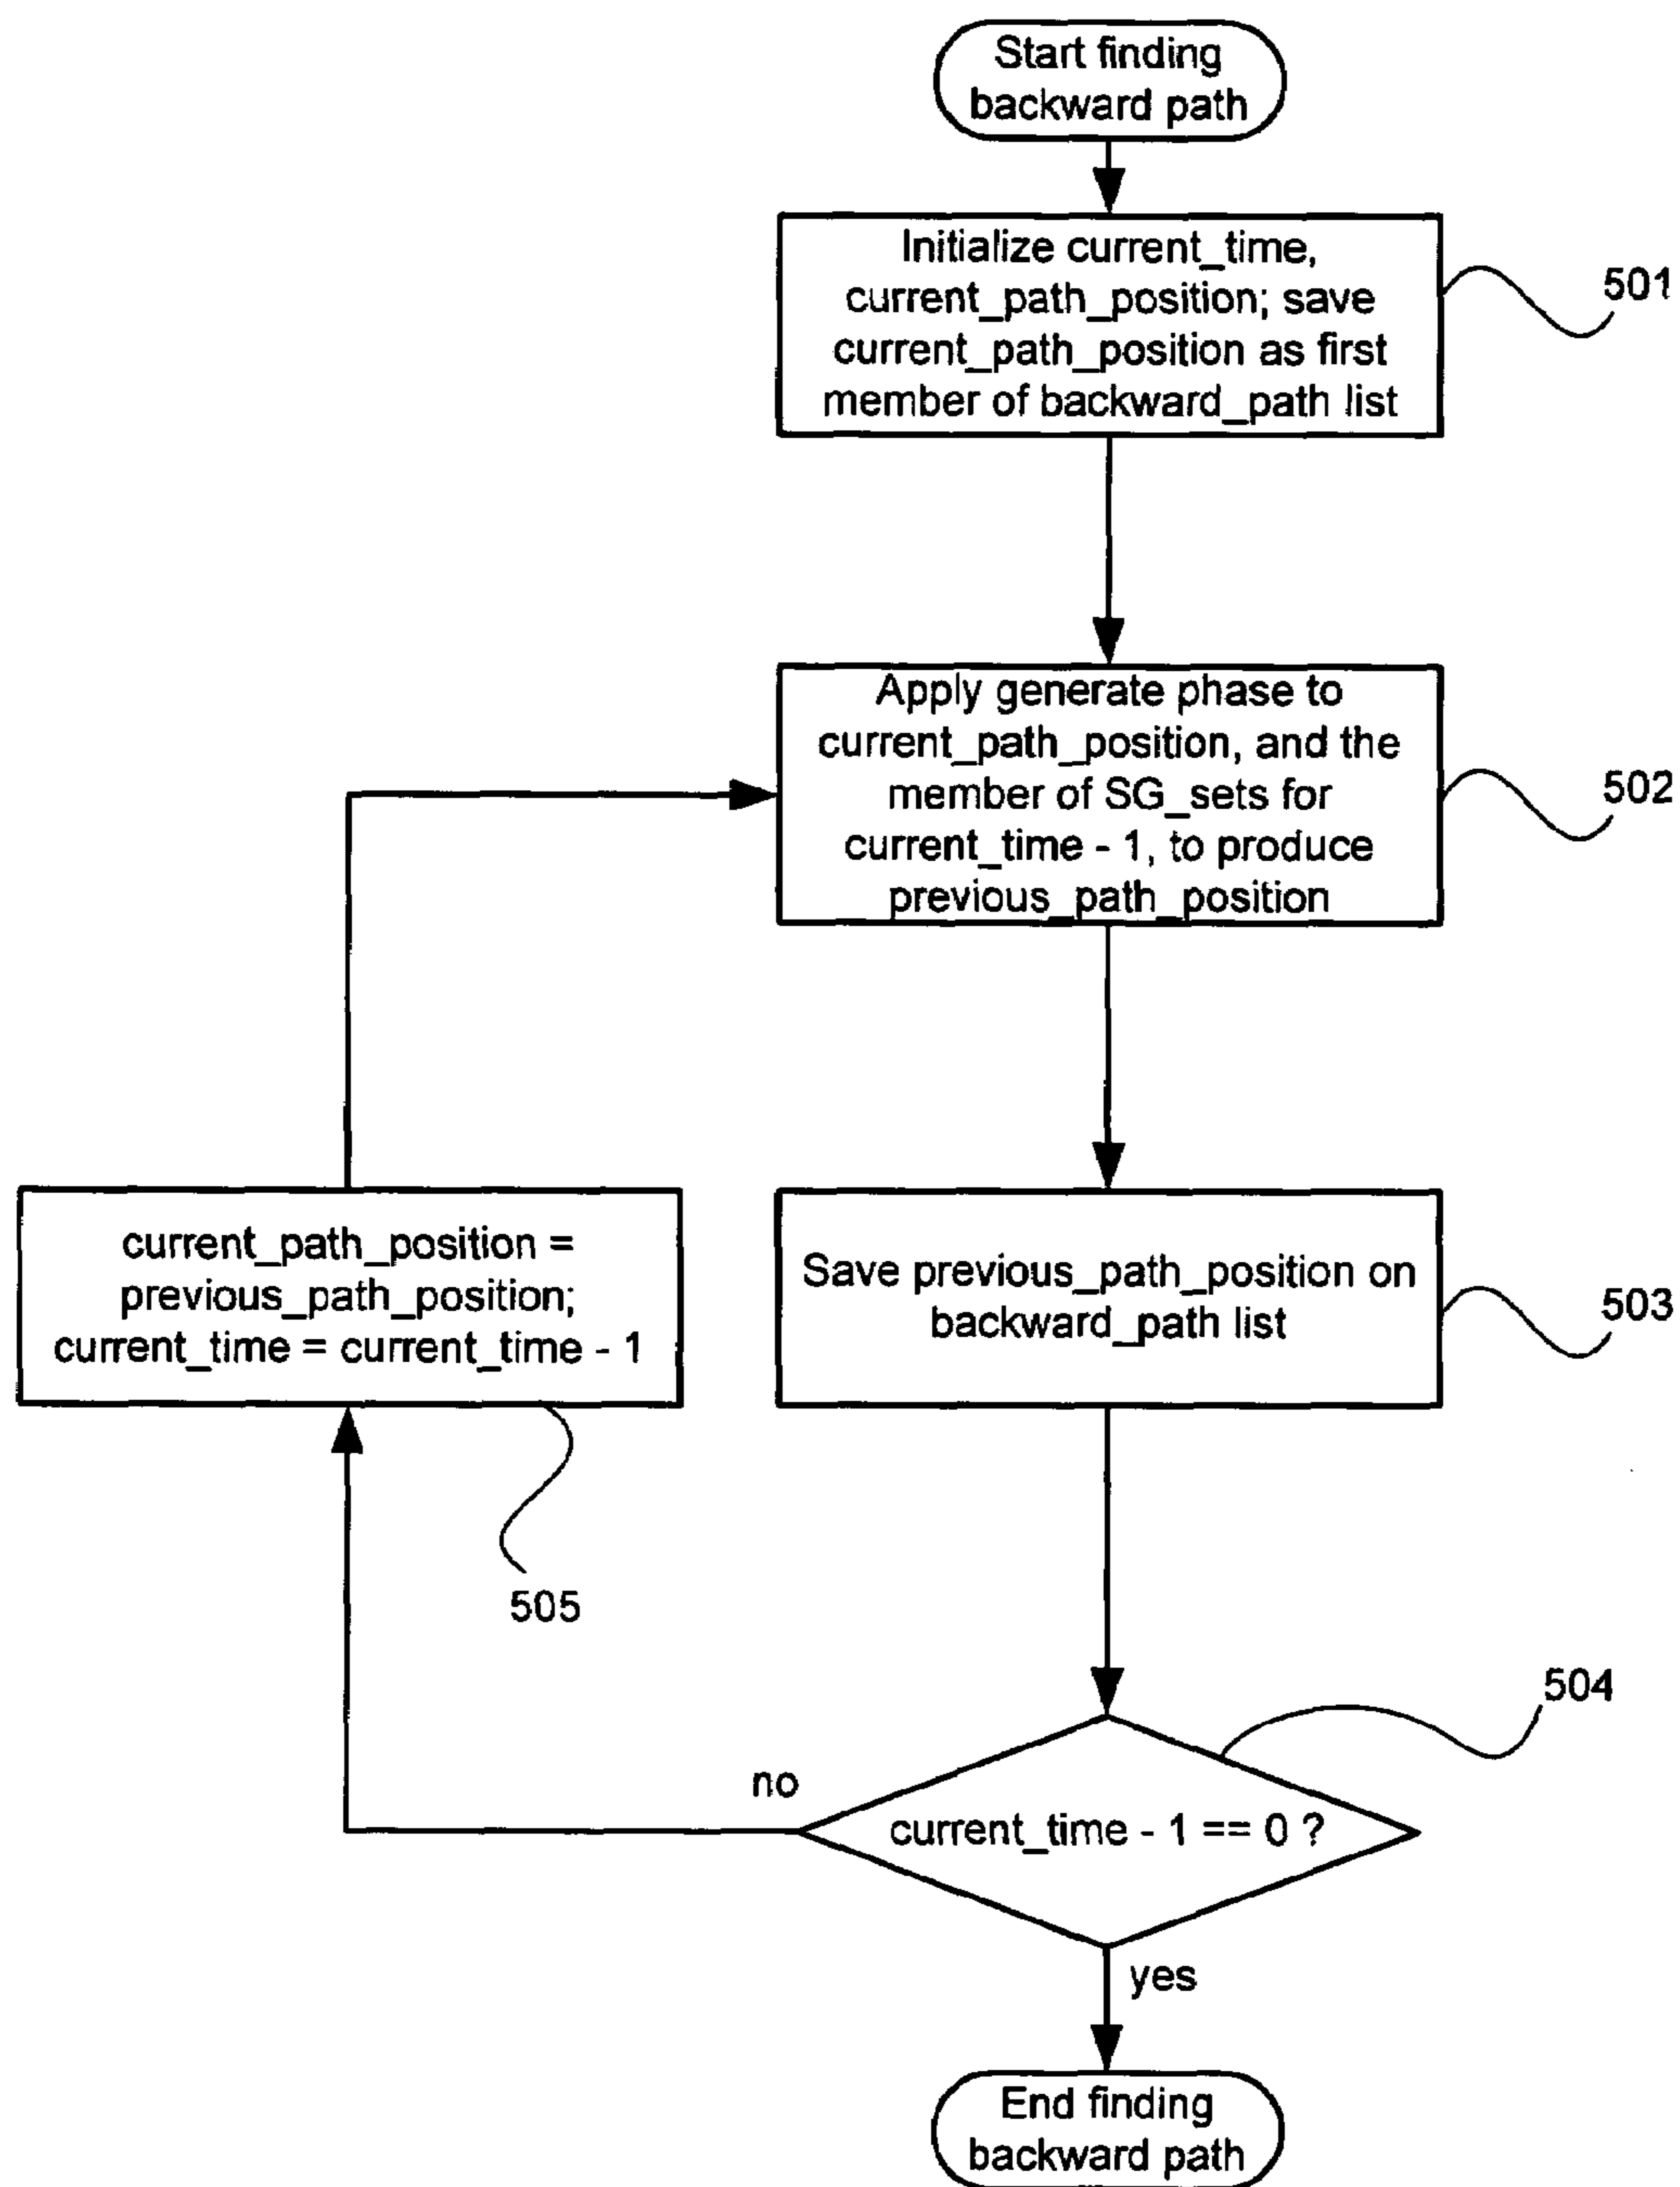 Start finding
backward path
Initialize current_time,
current_path_position; save
current_path_position as first
member of backward_path list
501
Apply generate phase to
current_path_position, and the
member of SG_sets for
current_time - 1, to produce
previous_path_position
502
current_path_position =
previous_path_position;
current_time = current_time - 1
505
Save previous_path_position on
backward_path list
503
504
current_time - 1 == 0 ?
no
yes
End finding
backward path